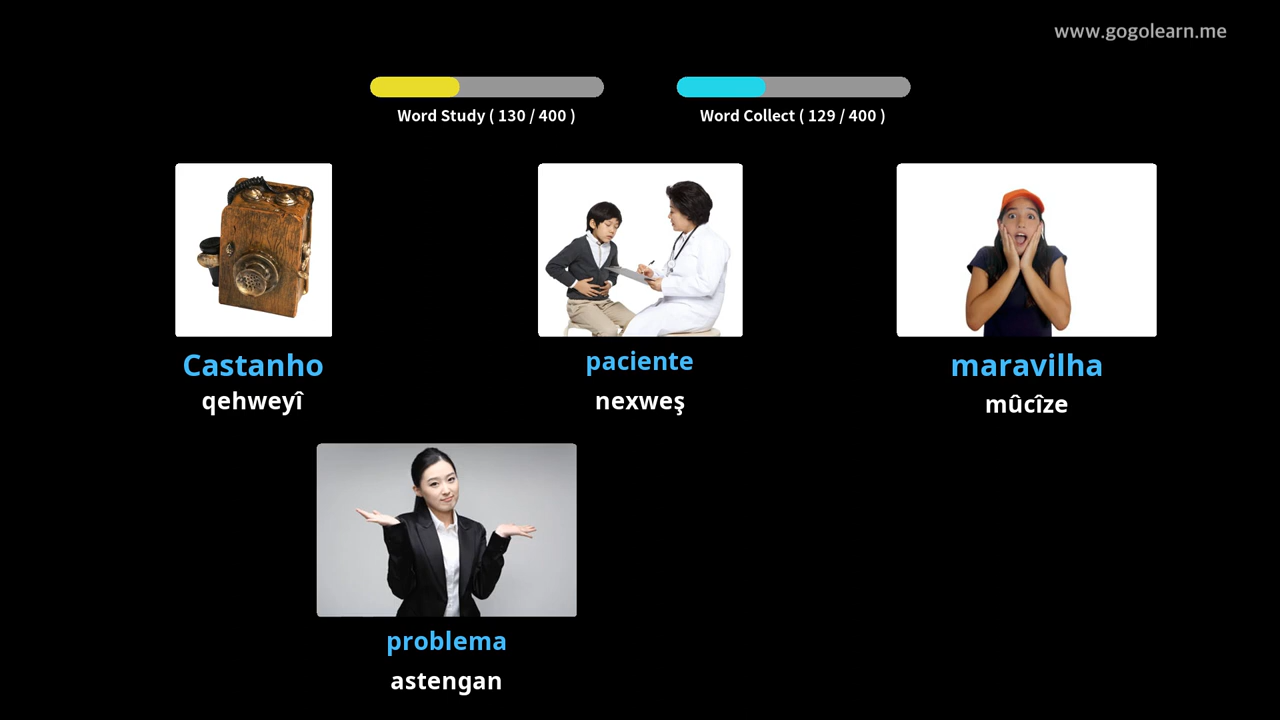 www.gogolearn.me
Word Study ( 130 / 400 )
Word Collect ( 129 / 400 )
Castanho
qehweyî
paciente
nexweş
maravilha
mûcîze
problema
astengan